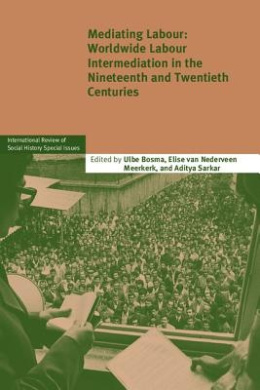 Mediating Labour:
Worldwide Labour
Intermediation in the
Nineteenth and Twentieth
Centuries
International Review of
Social History Special Issues
Edited by Ulbe Bosma, Elise van Nederveen
Meerkerk, and Aditya Sarkar